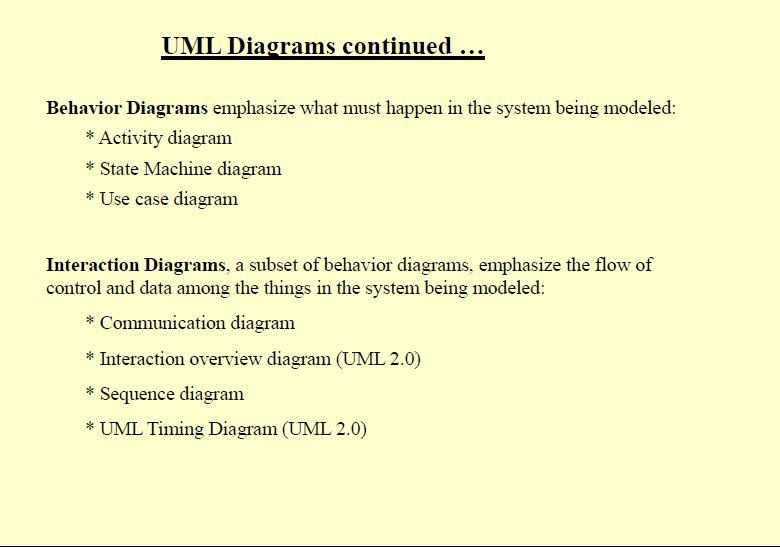 UML Diagrams continued …
Behavior Diagrams emphasize what must happen in the system being modeled:
* Activity diagram
* State Machine diagram
* Use case diagram
Interaction Diagrams, a subset of behavior diagrams, emphasize the flow of
control and data among the things in the system being modeled:
* Communication diagram
* Interaction overview diagram (UML 2.0)
* Sequence diagram
* UML Timing Diagram (UML 2.0)